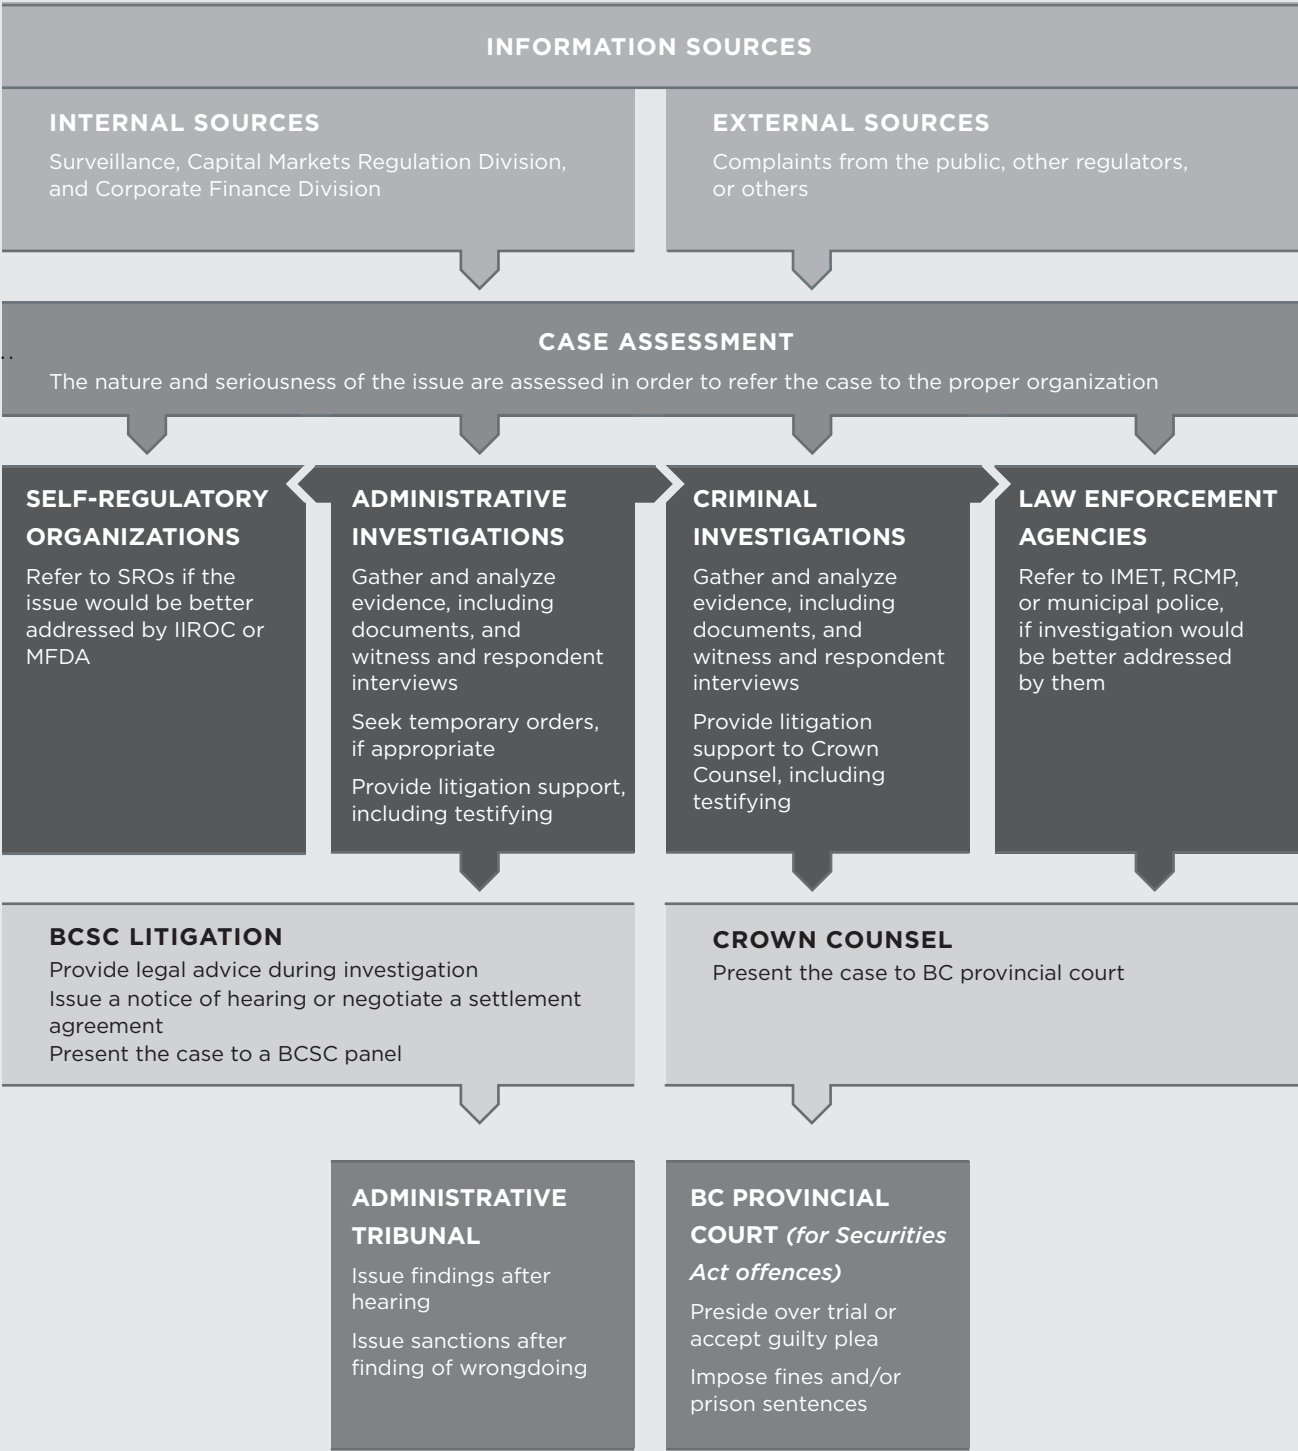 INFORMATION SOURCES
INTERNAL SOURCES
Surveillance, Capital Markets Regulation Division,
and Corporate Finance Division
EXTERNAL SOURCES
Complaints from the public, other regulators,
or others
CASE ASSESSMENT
..
The nature and seriousness of the issue are assessed in order to refer the case to the proper organization
SELF-REGULATORY
ORGANIZATIONS
Refer to SROs if the
issue would be better
addressed by IIROC or
MFDA
ADMINISTRATIVE
INVESTIGATIONS
Gather and analyze
evidence, including
documents, and
witness and respondent
interviews
Seek temporary orders,
if appropriate
Provide litigation support,
including testifying
CRIMINAL
INVESTIGATIONS
Gather and analyze
evidence, including
documents, and
witness and respondent
interviews
Provide litigation
support to Crown
Counsel, including
testifying
LAW ENFORCEMENT
AGENCIES
Refer to IMET, RCMP,
or municipal police,
if investigation would
be better addressed
by them
BCSC LITIGATION
Provide legal advice during investigation
Issue a notice of hearing or negotiate a settlement
agreement
Present the case to a BCSC panel
CROWN COUNSEL
Present the case to BC provincial court
ADMINISTRATIVE
TRIBUNAL
Issue findings after
hearing
Issue sanctions after
finding of wrongdoing
BC PROVINCIAL
COURT (for Securities
Act offences)
Preside over trial or
accept guilty plea
Impose fines and/or
prison sentences